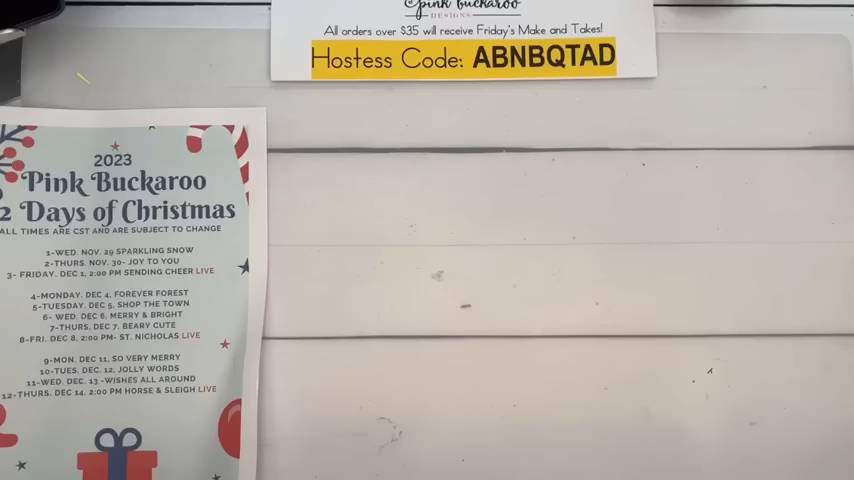 pink buckaroo
DESIGNS
All orders over $35 will receive Friday's Make and Takes!
Hostess Code: ABNBQTAD
2023
Pink Buckaroo
2 Days of Christmas
ALL TIMES ARE CST AND ARE SUBJECT TO CHANGE
1-WED. NOV. 29 SPARKLING SNOW
2-THURS. NOV. 30- JOY TO YOU
3- FRIDAY. DEC 1, 2:00 PM SENDING CHEER LIVE
4-MONDAY. DEC 4, FOREVER FOREST
5-TUESDAY. DEC 5, SHOP THE TOWN
6- WED. DEC 6, MERRY & BRIGHT
7-THURS. DEC 7, BEARY CUTE
8-FRI. DEC 8, 2:00 PM- ST. NICHOLAS LIVE
9-MON. DEC 11, SO VERY MERRY
10-TUES. DEC. 12, JOLLY WORDS
11-WED. DEC. 13 -WISHES ALL AROUND
12-THURS. DEC 14, 2:00 PM HORSE & SLEIGH LIVE